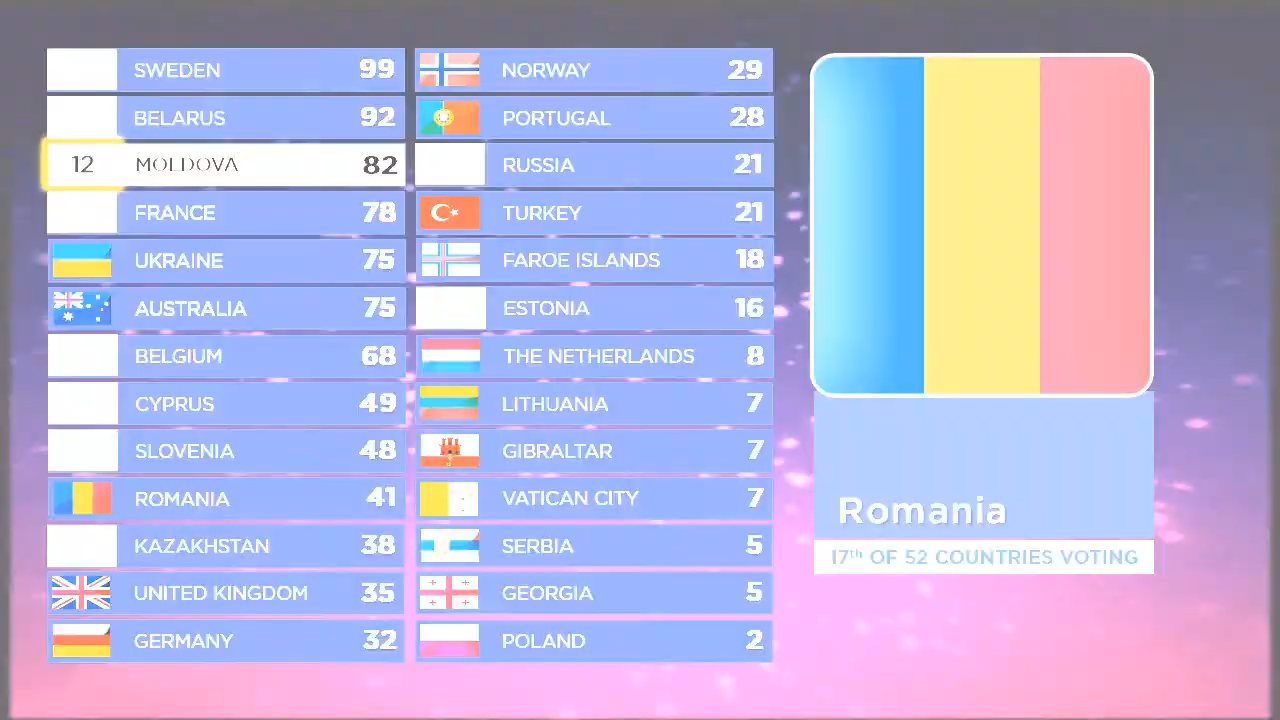 SWEDEN 99
BELARUS 92
12 MOLDOVA 82
FRANCE 78
UKRAINE 75
AUSTRALIA 75
BELGIUM 68
CYPRUS 49
SLOVENIA 48
ROMANIA 41
KAZAKHSTAN 38
UNITED KINGDOM 35
GERMANY 32
NORWAY 29
PORTUGAL 28
RUSSIA 21
TURKEY 21
FAROE ISLANDS 18
ESTONIA 16
THE NETHERLANDS 8
LITHUANIA 7
GIBRALTAR 7
VATICAN CITY 7
SERBIA 5
GEORGIA 5
POLAND 2
Romania
17th OF 52 COUNTRIES VOTING